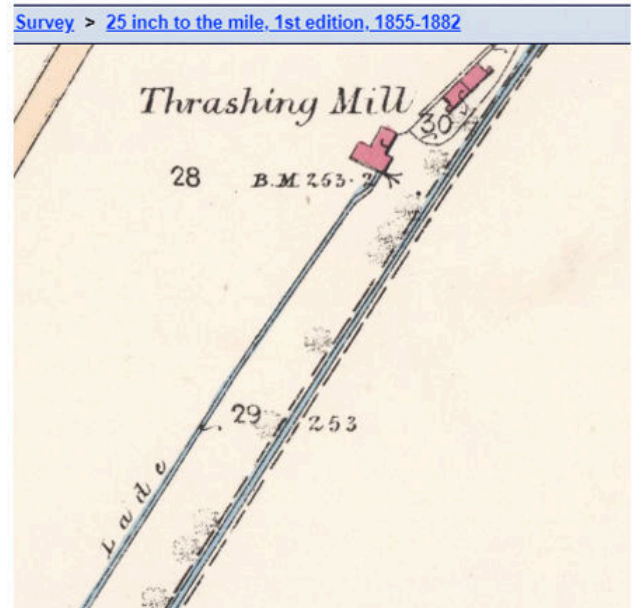 Survey > 25 inch to the mile, 1st edition, 1855-1882
Thrashing Mill
30
28
B.M 253.2
29
253
Lade